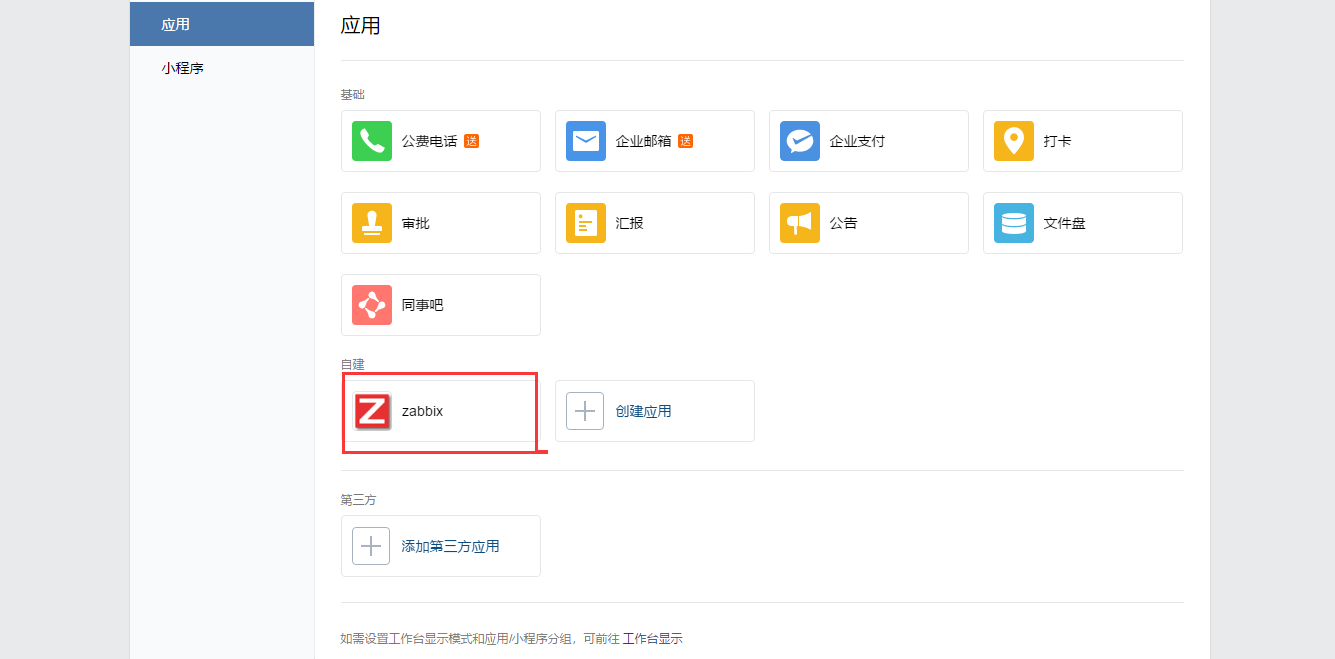 应用
小程序
应用
基础
公费电话 送
企业邮箱 送
企业支付
打卡
审批
汇报
公告
文件盘
同事吧
自建
Z
zabbix
创建应用
第三方
添加第三方应用
如需设置工作台显示模式和应用/小程序分组，可前往 工作台显示